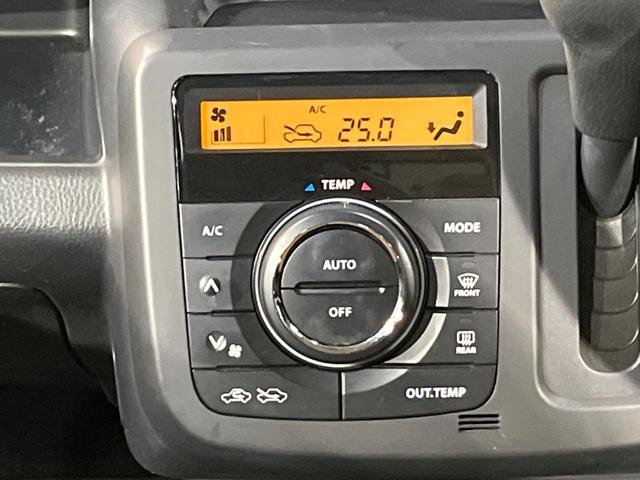 A/C
25.0
TEMP
A/C
MODE
AUTO
FRONT
OFF
REAR
OUT.TEMP